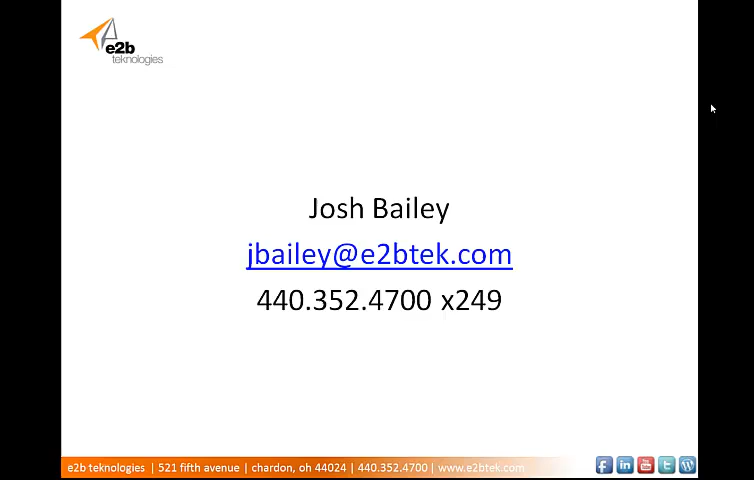 e2b
teknologies
Josh Bailey
jbailey@e2btek.com
440.352.4700 x249
e2b teknologies | 521 fifth avenue | chardon, oh 44024 | 440.352.4700 | www.e2btek.com